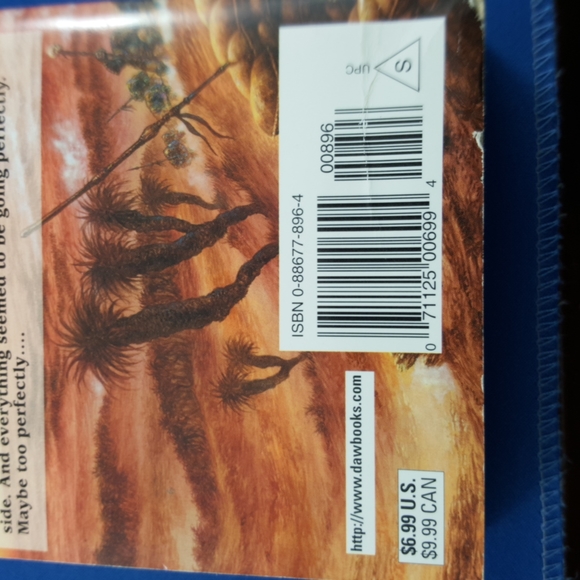 side. And everything seemed to be going perfectly.
Maybe too perfectly....
S
UPC
ISBN 0-88677-896-4
00896
0 71125 00699 4
http://www.dawbooks.com
$6.99 U.S.
$9.99 CAN